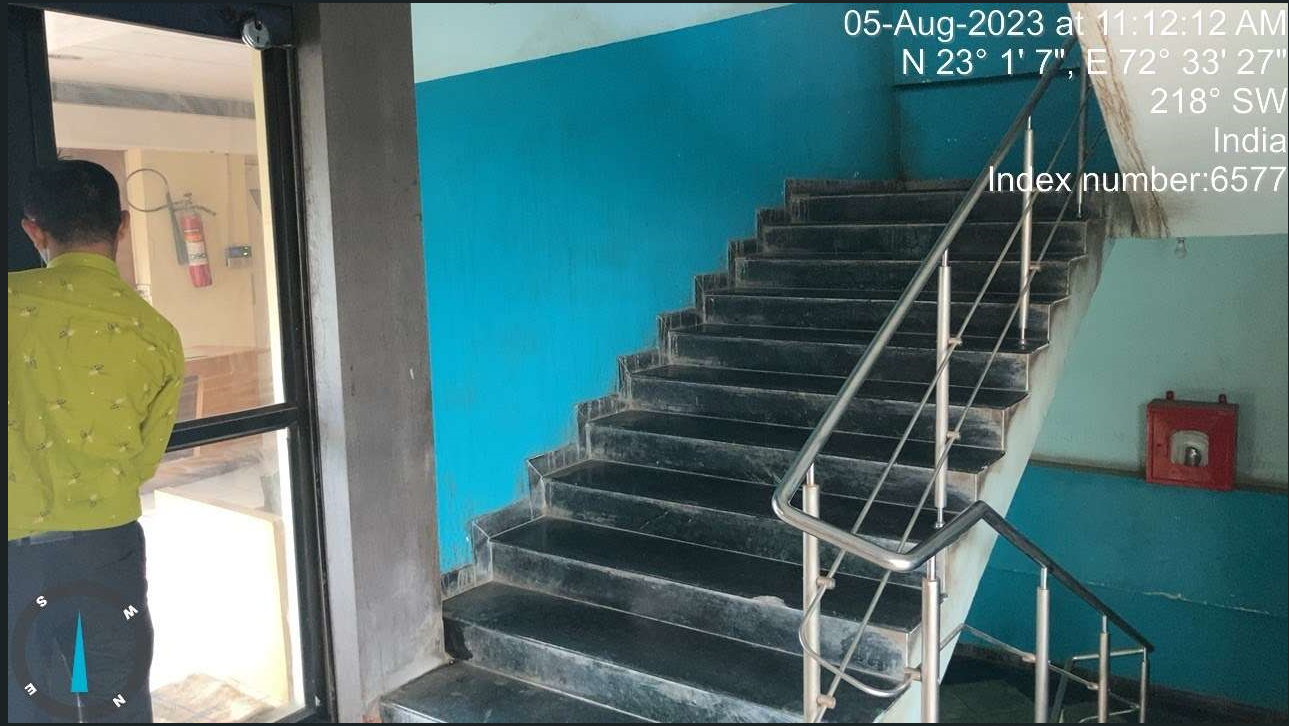 05-Aug-2023 at 11:12:12 AM
N 23° 1' 7", E 72° 33' 27"
218° SW
India
Index number:6577
S
W
E
N